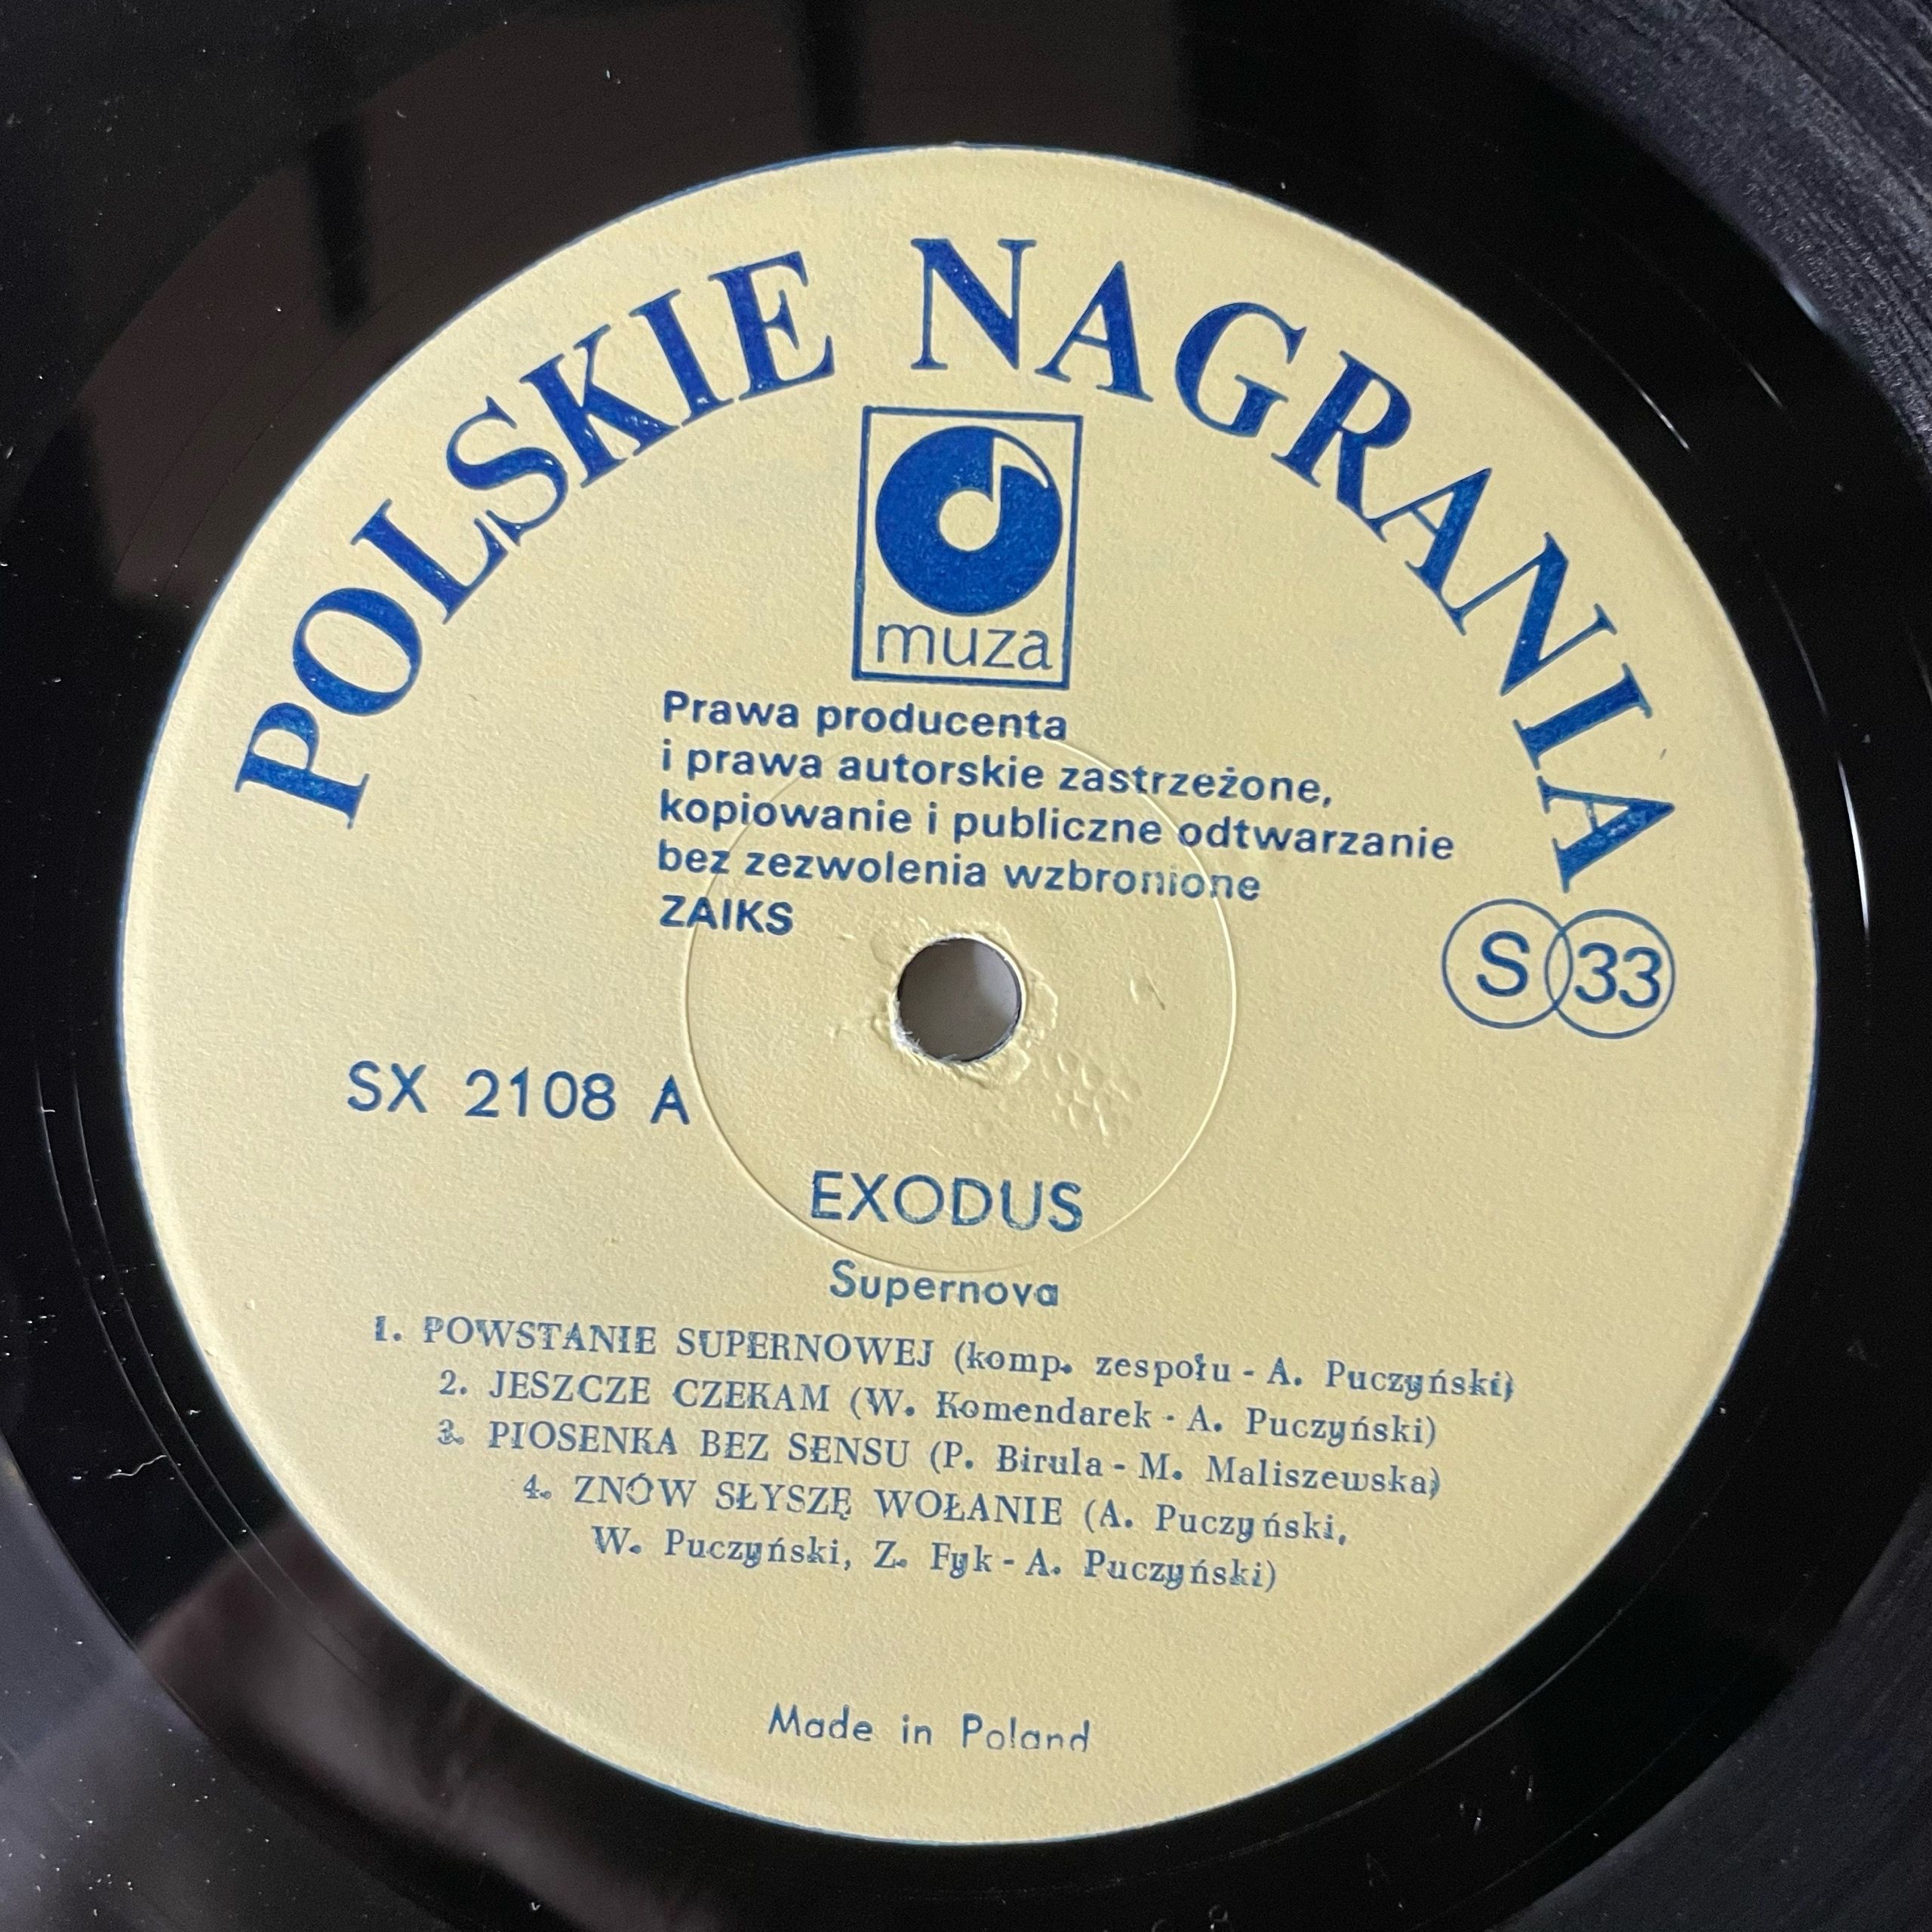 POLSKIE NAGRANIA
muza
Prawa producenta
i prawa autorskie zastrzeżone,
kopiowanie i publiczne odtwarzanie
bez zezwolenia wzbronione
ZAIKS
S 33
SX 2108 A
EXODUS
Supernova
1. POWSTANIE SUPERNOWEJ (komp. zespołu - A. Puczyński)
2. JESZCZE CZEKAM (W. Komendarek - A. Puczyński)
3. PIOSENKA BEZ SENSU (P. Birula - M. Maliszewska)
4. ZNÓW SŁYSZĘ WOŁANIE (A. Puczyński,
W. Puczyński, Z. Fyk - A. Puczyński)
Made in Poland